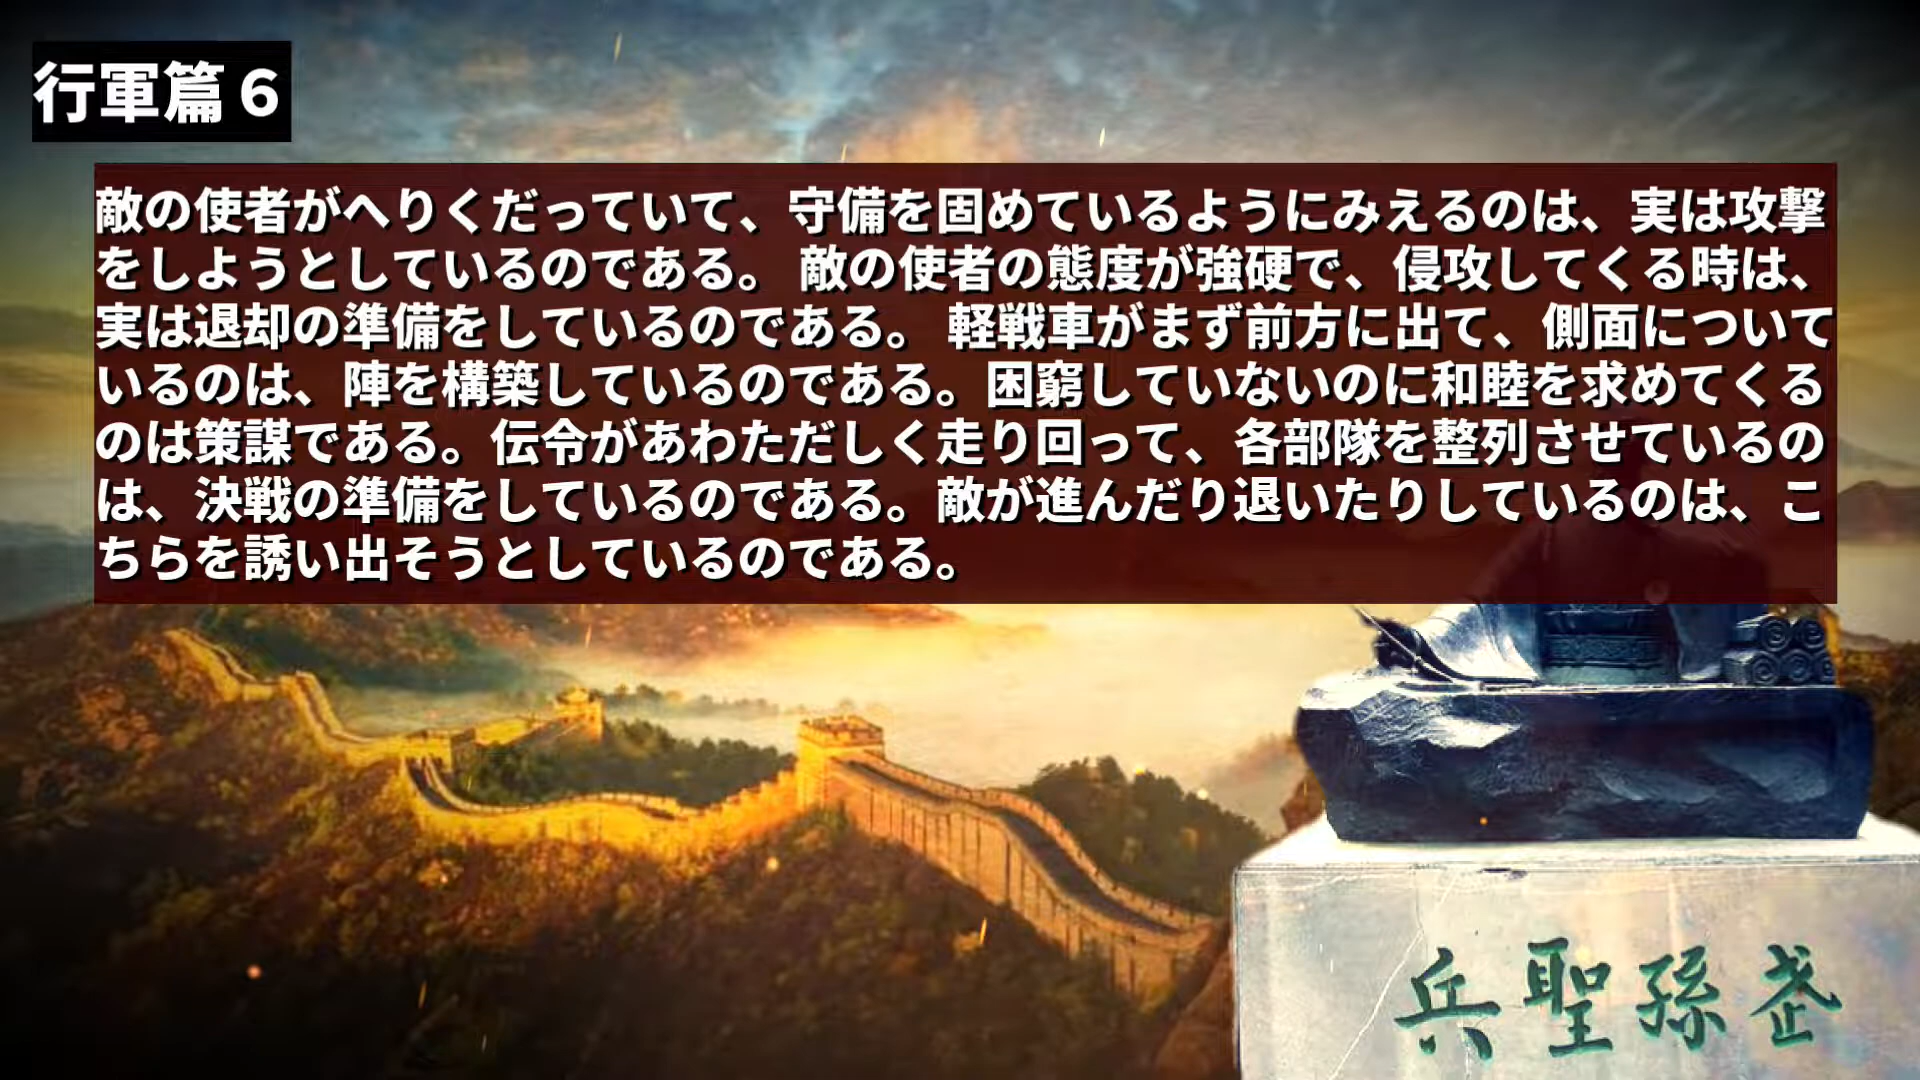 行軍篇６
敵の使者がへりくだっていて、守備を固めているようにみえるのは、実は攻撃
をしようとしているのである。 敵の使者の態度が強硬で、侵攻してくる時は、
実は退却の準備をしているのである。 軽戦車がまず前方に出て、側面について
いるのは、陣を構築しているのである。困窮していないのに和睦を求めてくる
のは策謀である。伝令があわただしく走り回って、各部隊を整列させているの
は、決戦の準備をしているのである。敵が進んだり退いたりしているのは、こ
ちらを誘い出そうとしているのである。
兵聖孫武